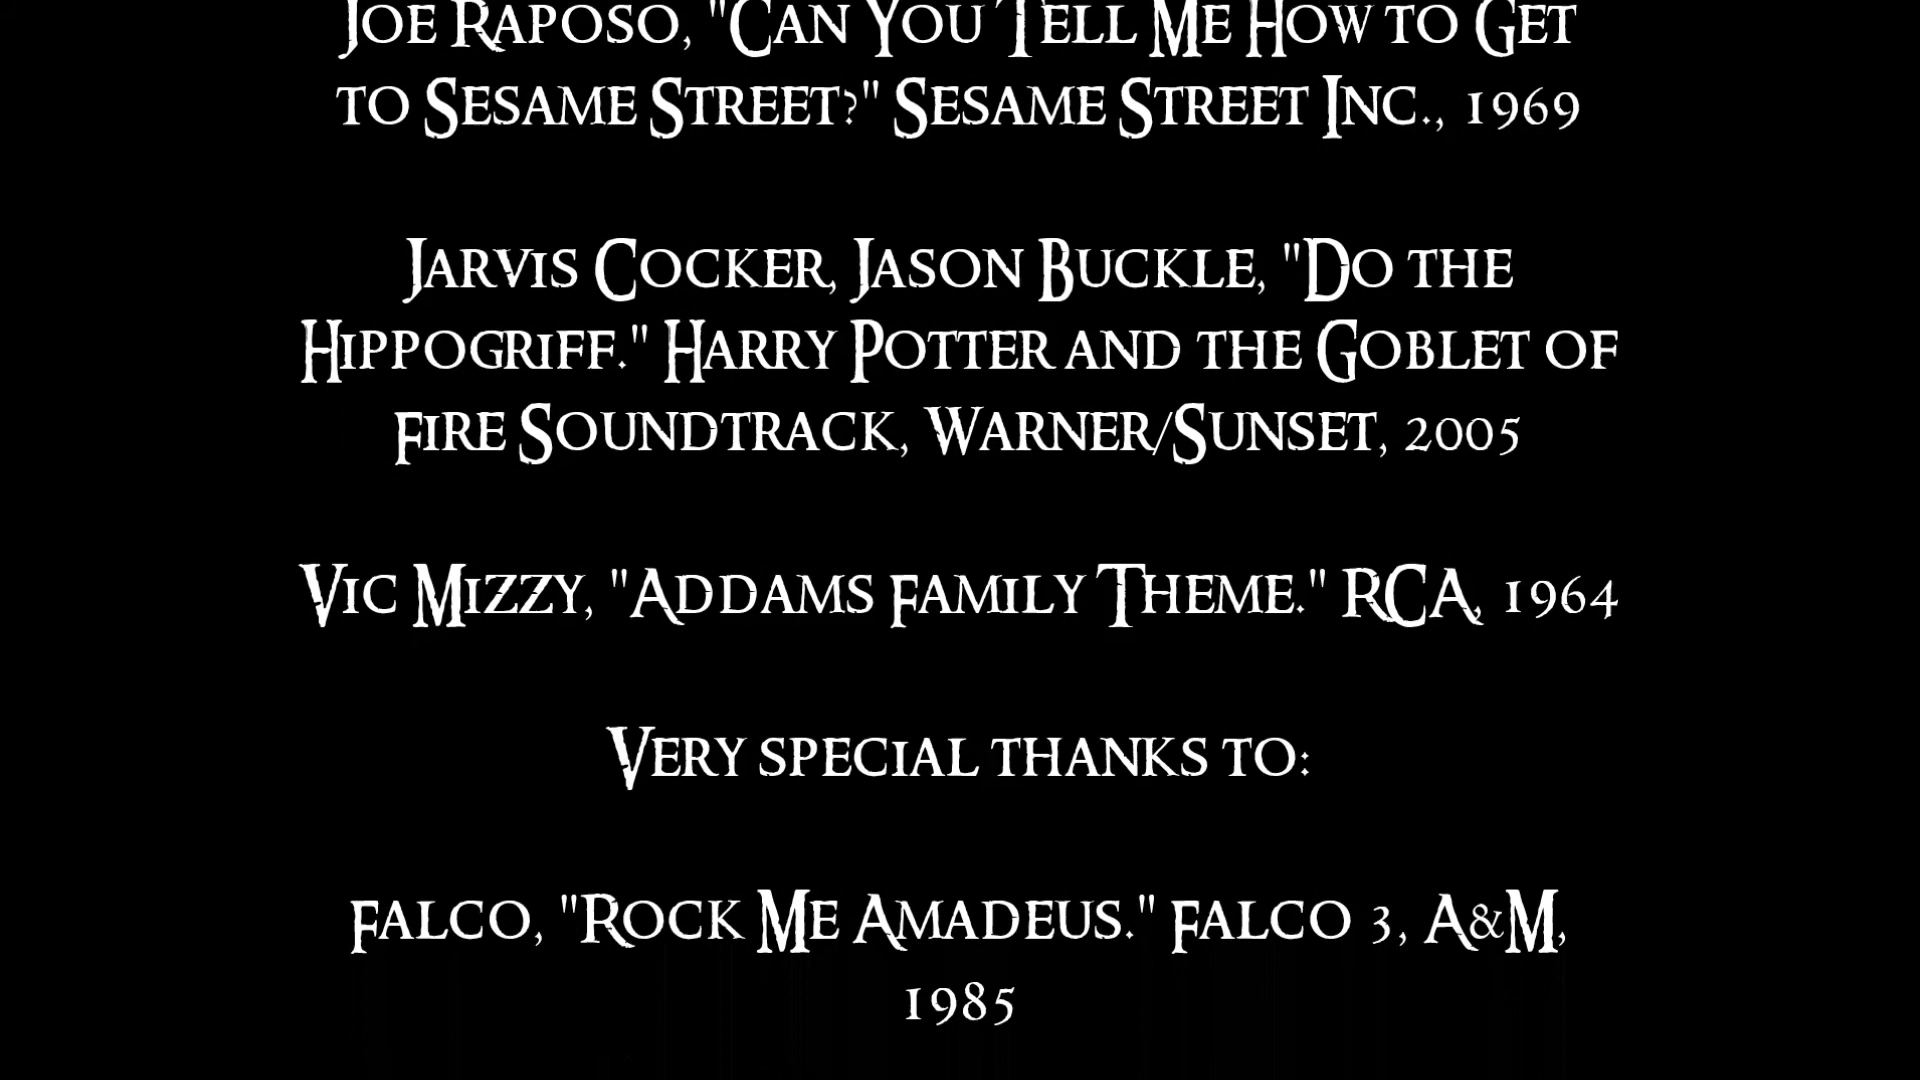 Joe Raposo, "Can You Tell Me How to Get
to Sesame Street?" Sesame Street Inc., 1969
Jarvis Cocker, Jason Buckle, "Do the
Hippogriff." Harry Potter and the Goblet of
Fire Soundtrack, Warner/Sunset, 2005
Vic Mizzy, "Addams Family Theme." RCA, 1964
Very special thanks to:
Falco, "Rock Me Amadeus." Falco 3, A&M,
1985